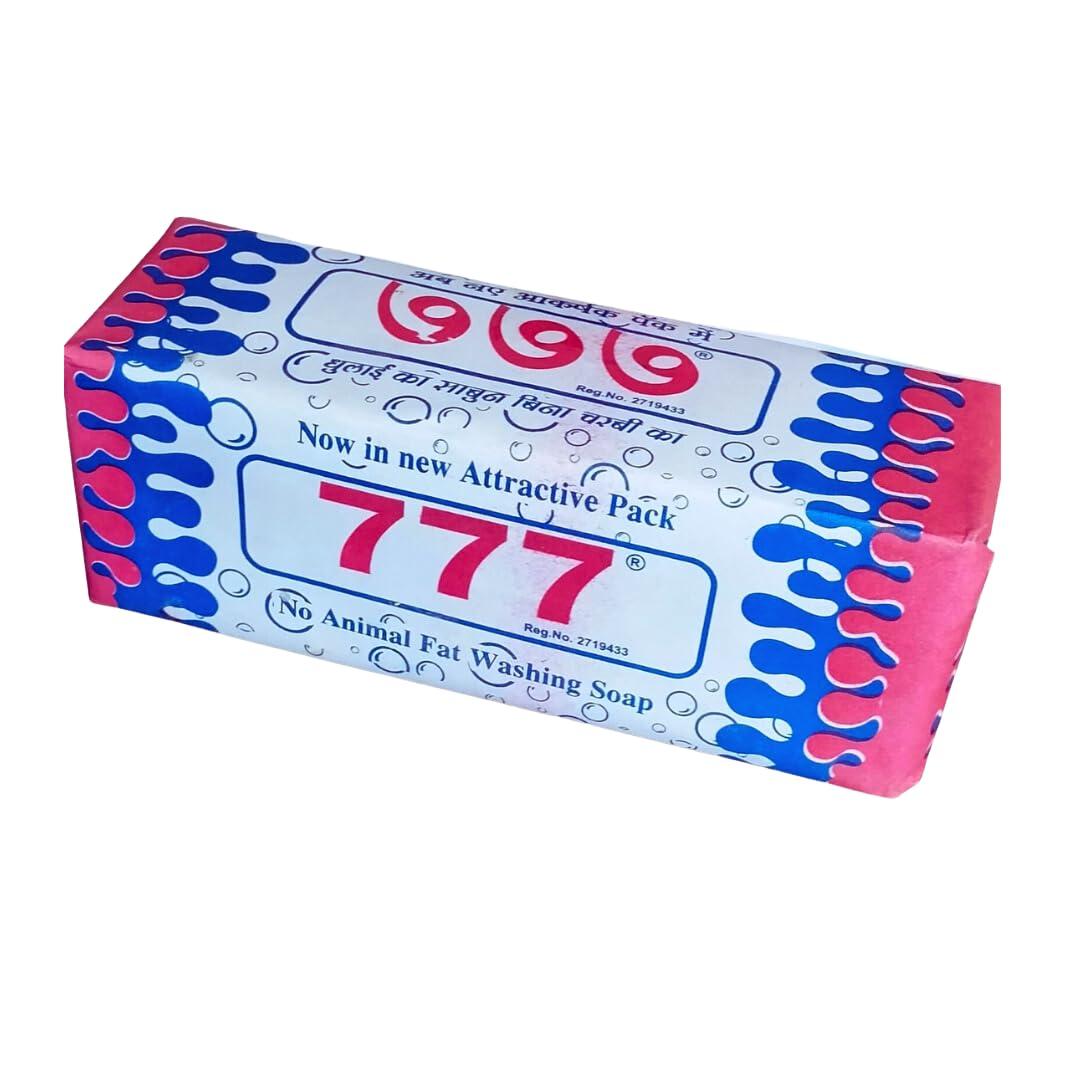 अब नए आकर्षक पॅक में
७७७®
Reg.No. 2719433
धुलाई का साबुन बिना चरबी का
Now in new Attractive Pack
777®
Reg.No. 2719433
No Animal Fat Washing Soap